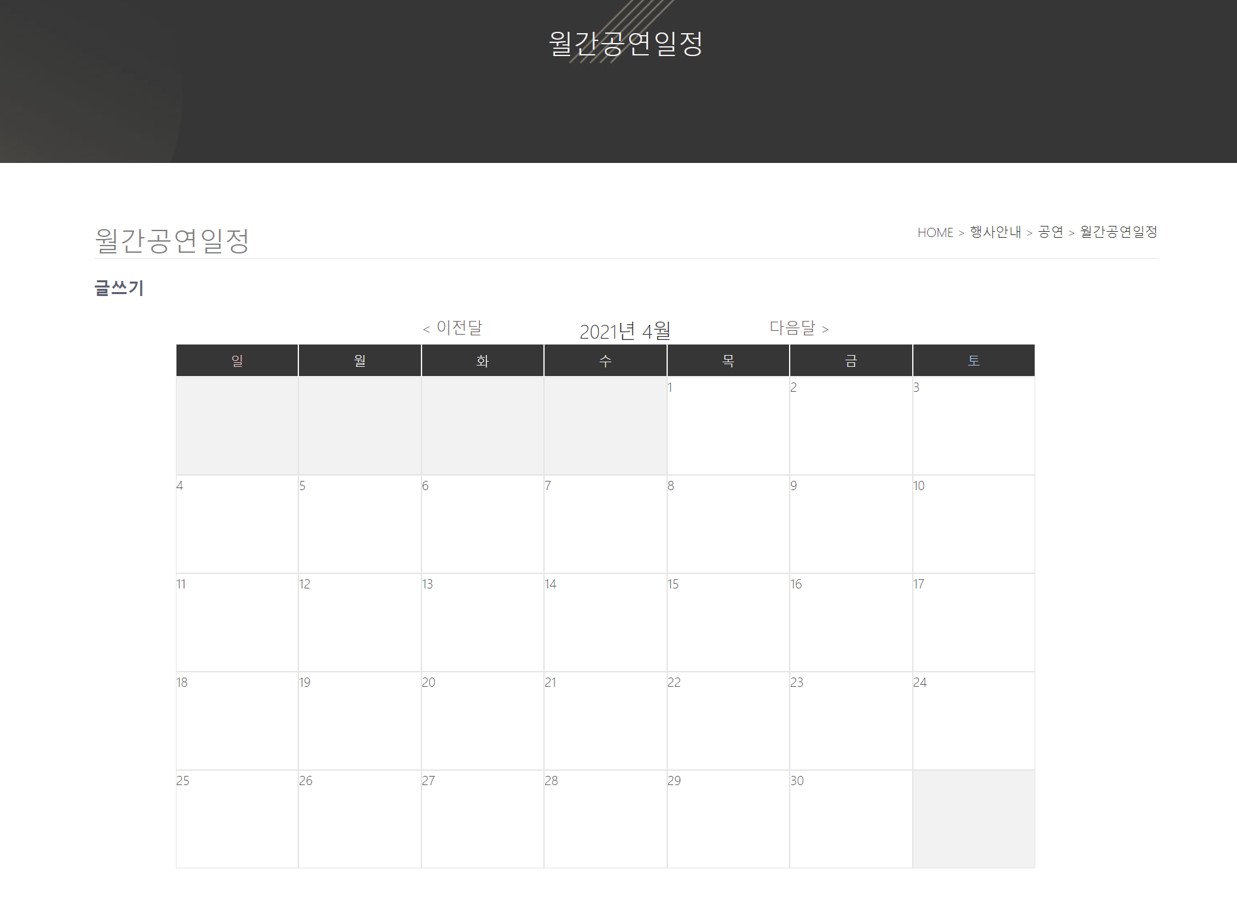 월간공연일정
월간공연일정
HOME > 행사안내 > 공연 > 월간공연일정
글쓰기
< 이전달 2021년 4월 다음달 >
일 월 화 수 목 금 토
1 2 3
4 5 6 7 8 9 10
11 12 13 14 15 16 17
18 19 20 21 22 23 24
25 26 27 28 29 30